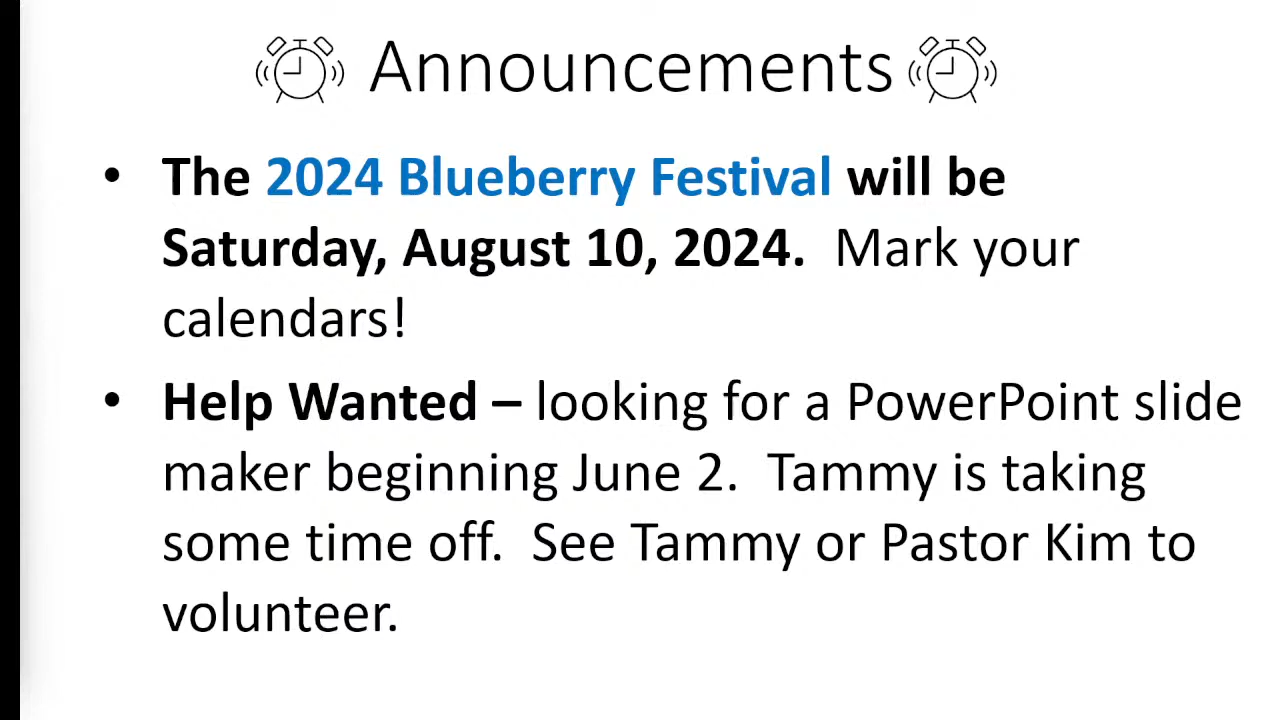 Announcements
• The 2024 Blueberry Festival will be
Saturday, August 10, 2024.  Mark your
calendars!
• Help Wanted – looking for a PowerPoint slide
maker beginning June 2.  Tammy is taking
some time off.  See Tammy or Pastor Kim to
volunteer.